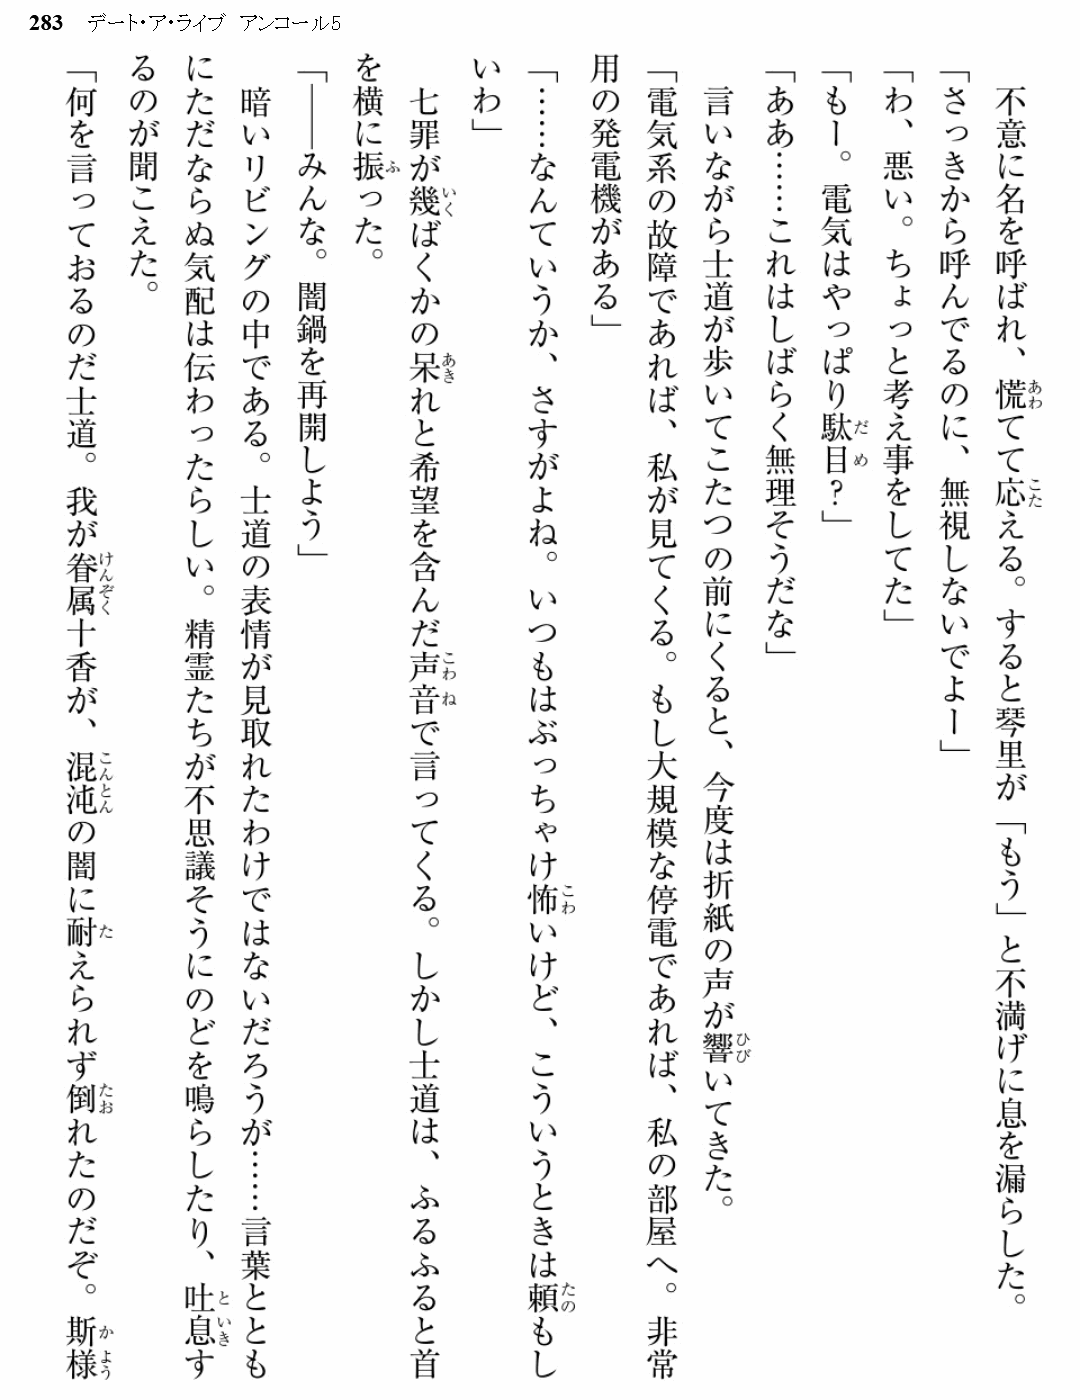 283 デート・ア・ライブ アンコール5
不意に名を呼ばれ、慌てて応える。すると琴里が「もう」と不満げに息を漏らした。
「さっきから呼んでるのに、無視しないでよー」
「わ、悪い。ちょっと考え事をしてた」
「もー。電気はやっぱり駄目?」
「ああ……これはしばらく無理そうだな」
言いながら士道が歩いてこたつの前にくると、今度は折紙の声が響いてきた。
「電気系の故障であれば、私が見てくる。もし大規模な停電であれば、私の部屋へ。非常
用の発電機がある」
「……なんていうか、さすがよね。いつもはぶっちゃけ怖いけど、こういうときは頼もし
いわ」
七罪が幾ばくかの呆れと希望を含んだ声音で言ってくる。しかし士道は、ふるふると首
を横に振った。
「——みんな。闇鍋を再開しよう」
暗いリビングの中である。士道の表情が見取れたわけではないだろうが……言葉ととも
にただならぬ気配は伝わったらしい。精霊たちが不思議そうにのどを鳴らしたり、吐息す
るのが聞こえた。
「何を言っておるのだ士道。我が眷属十香が、混沌の闇に耐えられず倒れたのだぞ。斯様